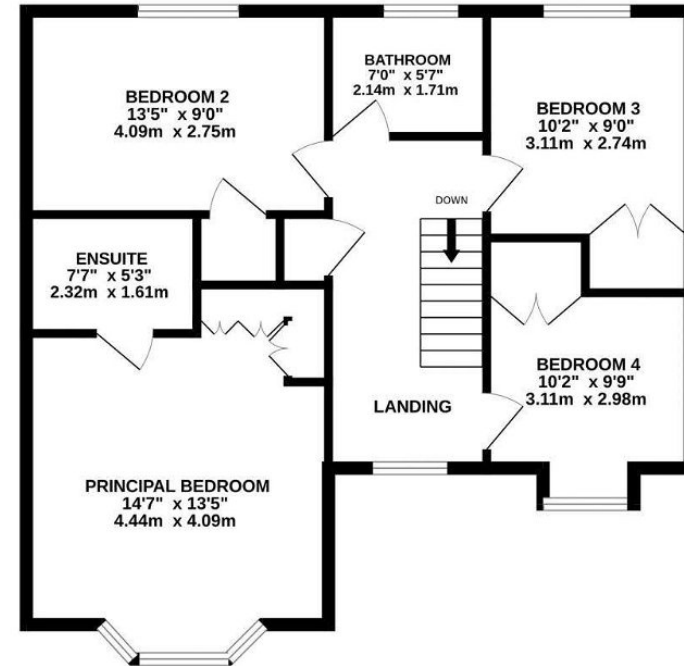 BEDROOM 2
13'5" x 9'0"
4.09m x 2.75m
BATHROOM
7'0" x 5'7"
2.14m x 1.71m
BEDROOM 3
10'2" x 9'0"
3.11m x 2.74m
DOWN
ENSUITE
7'7" x 5'3"
2.32m x 1.61m
BEDROOM 4
10'2" x 9'9"
3.11m x 2.98m
LANDING
PRINCIPAL BEDROOM
14'7" x 13'5"
4.44m x 4.09m